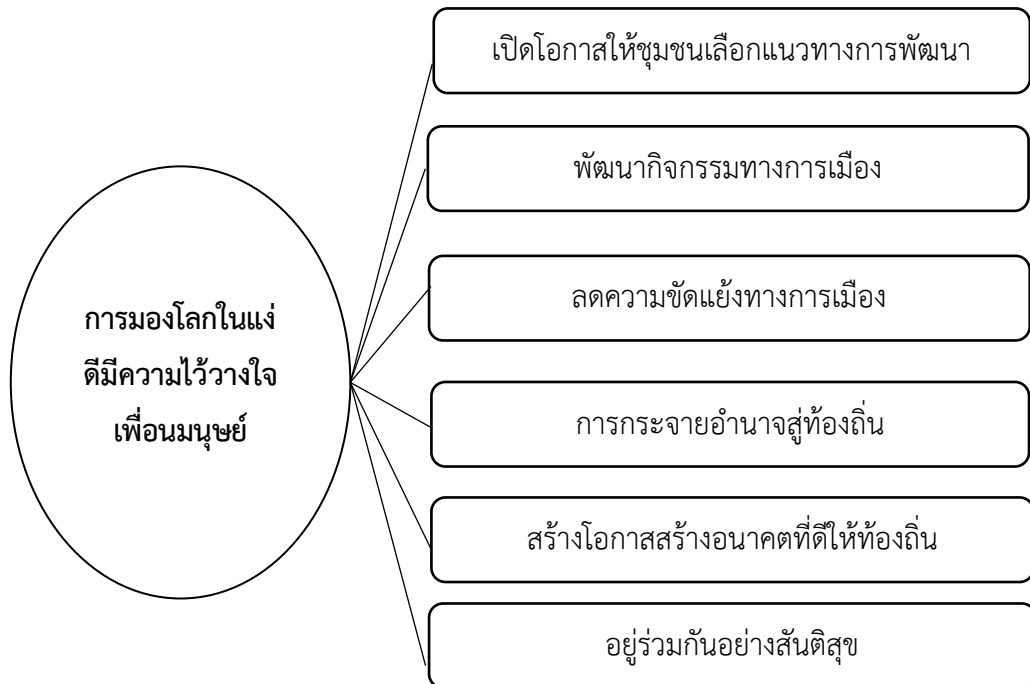 เปิดโอกาสให้ชุมชนเลือกแนวทางการพัฒนา
พัฒนากิจกรรมทางการเมือง
ลดความขัดแย้งทางการเมือง
การมองโลกในแง่
ดีมีความไว้วางใจ
เพื่อนมนุษย์
การกระจายอำนาจสู่ท้องถิ่น
สร้างโอกาสสร้างอนาคตที่ดีให้ท้องถิ่น
อยู่ร่วมกันอย่างสันติสุข